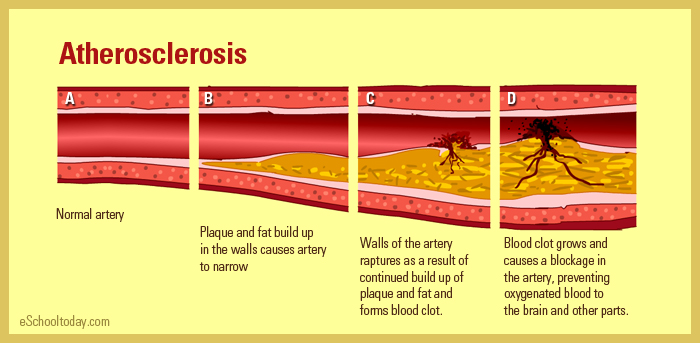 Atherosclerosis
A
B
C
D
Normal artery
Plaque and fat build up
in the walls causes artery
to narrow
Walls of the artery
raptures as a result of
continued build up of
plaque and fat and
forms blood clot.
Blood clot grows and
causes a blockage in
the artery, preventing
oxygenated blood to
the brain and other parts.
eSchooltoday.com